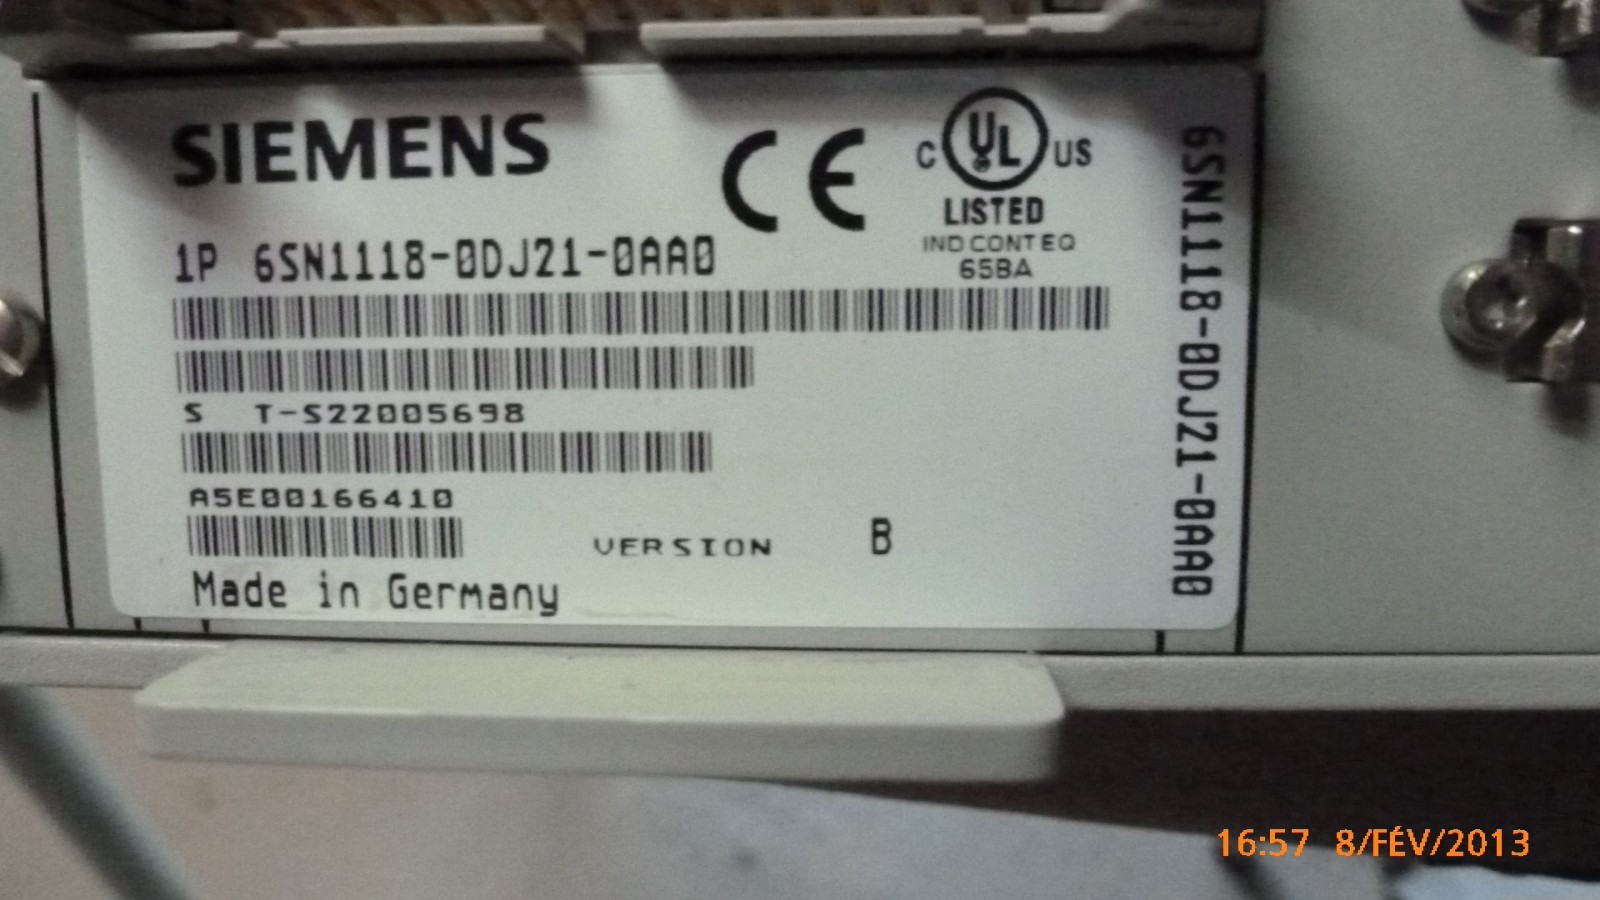 SIEMENS
CE
C UL US
LISTED
IND CONT EQ
65BA
1P 6SN1118-0DJ21-0AA0
S T-S22005698
A5E00166410
VERSION B
Made in Germany
6SN1118-0DJ21-0AA0
16:57 8/FÉV/2013